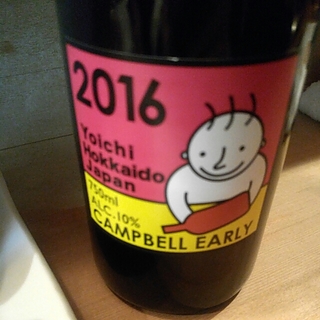 2016
Yoichi
Hokkaido
Japan
750ml
ALC.10%
CAMPBELL EARLY